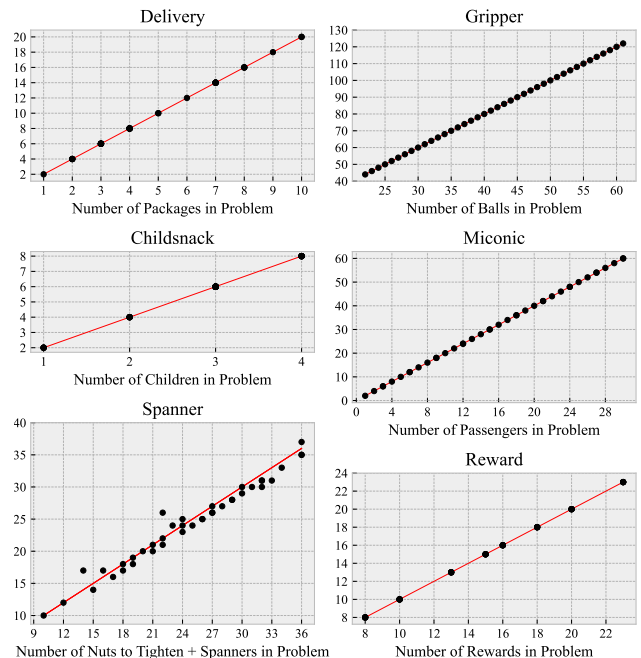 Delivery
20
18
16
14
12
10
8
6
4
2
1 2 3 4 5 6 7 8 9 10
Number of Packages in Problem
Gripper
130
120
110
100
90
80
70
60
50
40
25 30 35 40 45 50 55 60
Number of Balls in Problem
Childsnack
8
7
6
5
4
3
2
1 2 3 4
Number of Children in Problem
Miconic
60
50
40
30
20
10
0
0 4 8 12 16 20 24 28
Number of Passengers in Problem
Spanner
40
35
30
25
20
15
10
9 12 15 18 21 24 27 30 33 36
Number of Nuts to Tighten + Spanners in Problem
Reward
24
22
20
18
16
14
12
10
8
8 10 12 14 16 18 20 22
Number of Rewards in Problem